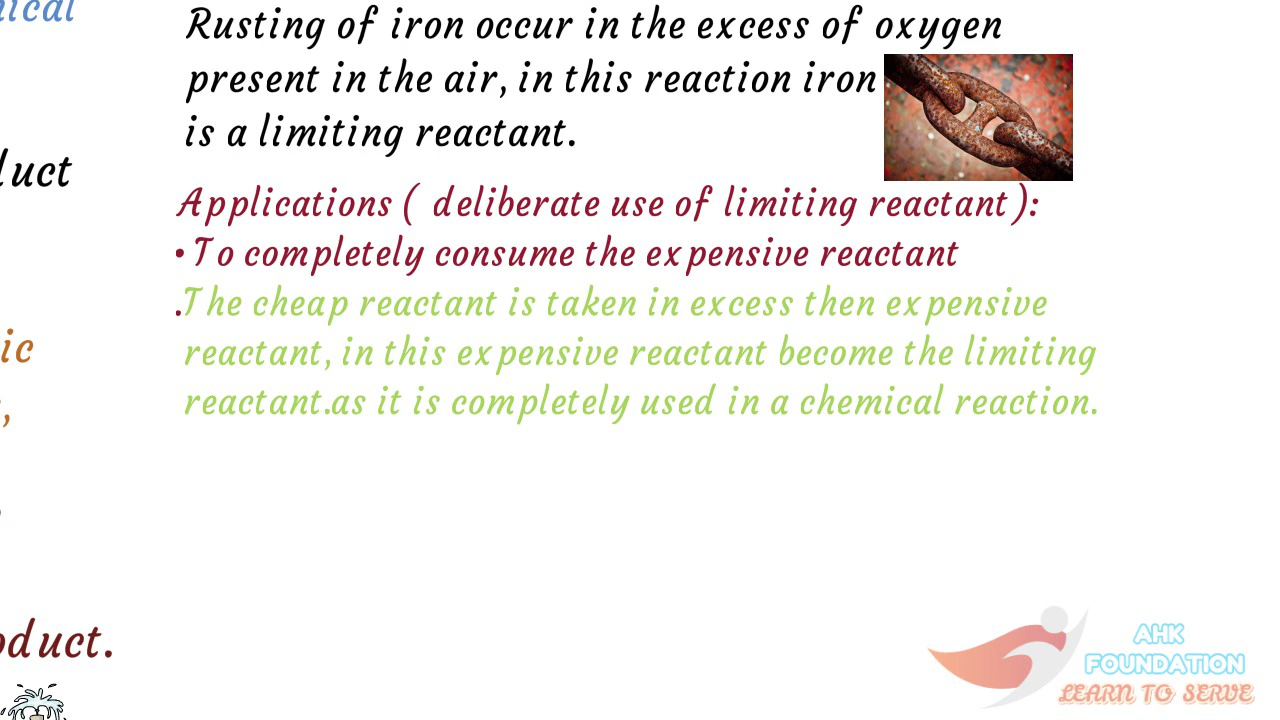 Rusting of iron occur in the excess of oxygen
present in the air, in this reaction iron
is a limiting reactant.
Applications ( deliberate use of limiting reactant):
• To completely consume the expensive reactant
.The cheap reactant is taken in excess then expensive
reactant, in this expensive reactant become the limiting
reactant.as it is completely used in a chemical reaction.
AHK
FOUNDATION
LEARN TO SERVE